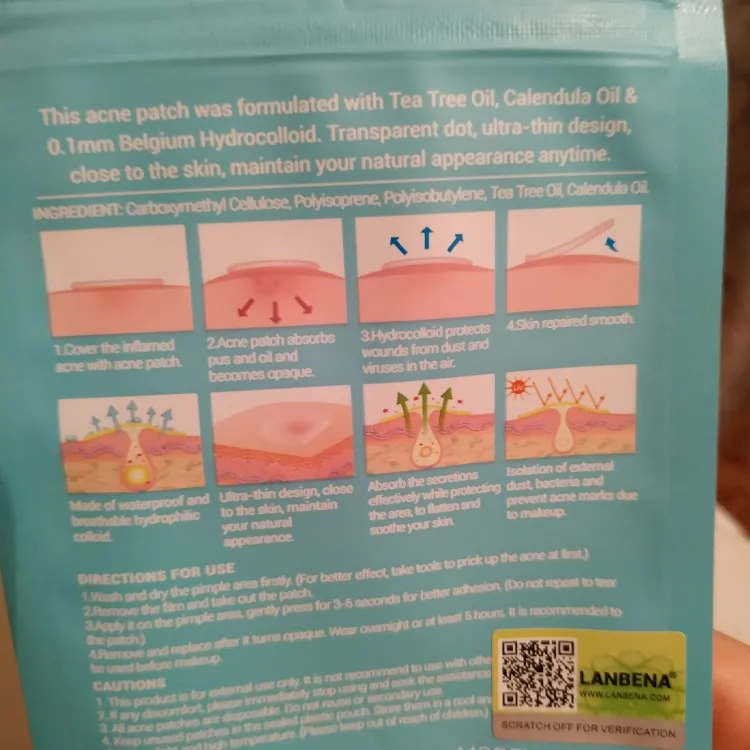 This acne patch was formulated with Tea Tree Oil, Calendula Oil &
0.1mm Belgium Hydrocolloid. Transparent dot, ultra-thin design,
close to the skin, maintain your natural appearance anytime.
INGREDIENT: Carboxymethyl Cellulose, Polyisoprene, Polyisobutylene, Tea Tree Oil, Calendula Oil.
1.Cover the inflamed
acne with acne patch.
2.Acne patch absorbs
pus and oil and
becomes opaque.
3.Hydrocolloid protects
wounds from dust and
viruses in the air.
4.Skin repaired smooth.
Made of waterproof and
breathable hydrophilic
colloid.
Ultra-thin design, close
to the skin, maintain
your natural
appearance.
Absorb the secretions
effectively while protecting
the area, to flatten and
soothe your skin.
UV
Isolation of external
dust, bacteria and
prevent acne marks due
to makeup.
DIRECTIONS FOR USE
1.Wash and dry the pimple area firstly. (For better effect, take tools to prick up the acne at first.)
2.Remove the film and take out the patch.
3.Apply it on the pimple area, gently press for 3-5 seconds for better adhesion. (Do not repeat to tear
the patch.)
4.Remove and replace after it turns opaque. Wear overnight or at least 5 hours. It is recommended to
be used before makeup.
CAUTIONS
1. This product is for external use only. It is not recommend to use with
2. If any discomfort, please immediately stop using and seek the assistance
3. All acne patches are disposable. Do not reuse or secondary use
4. Keep unused patches in the sealed plastic pouch. Store them in a cool
and high temperature. (Please keep out of reach of children.)
LANBENA®
WWW.LANBENA.COM
SCRATCH OFF FOR VERIFICATION